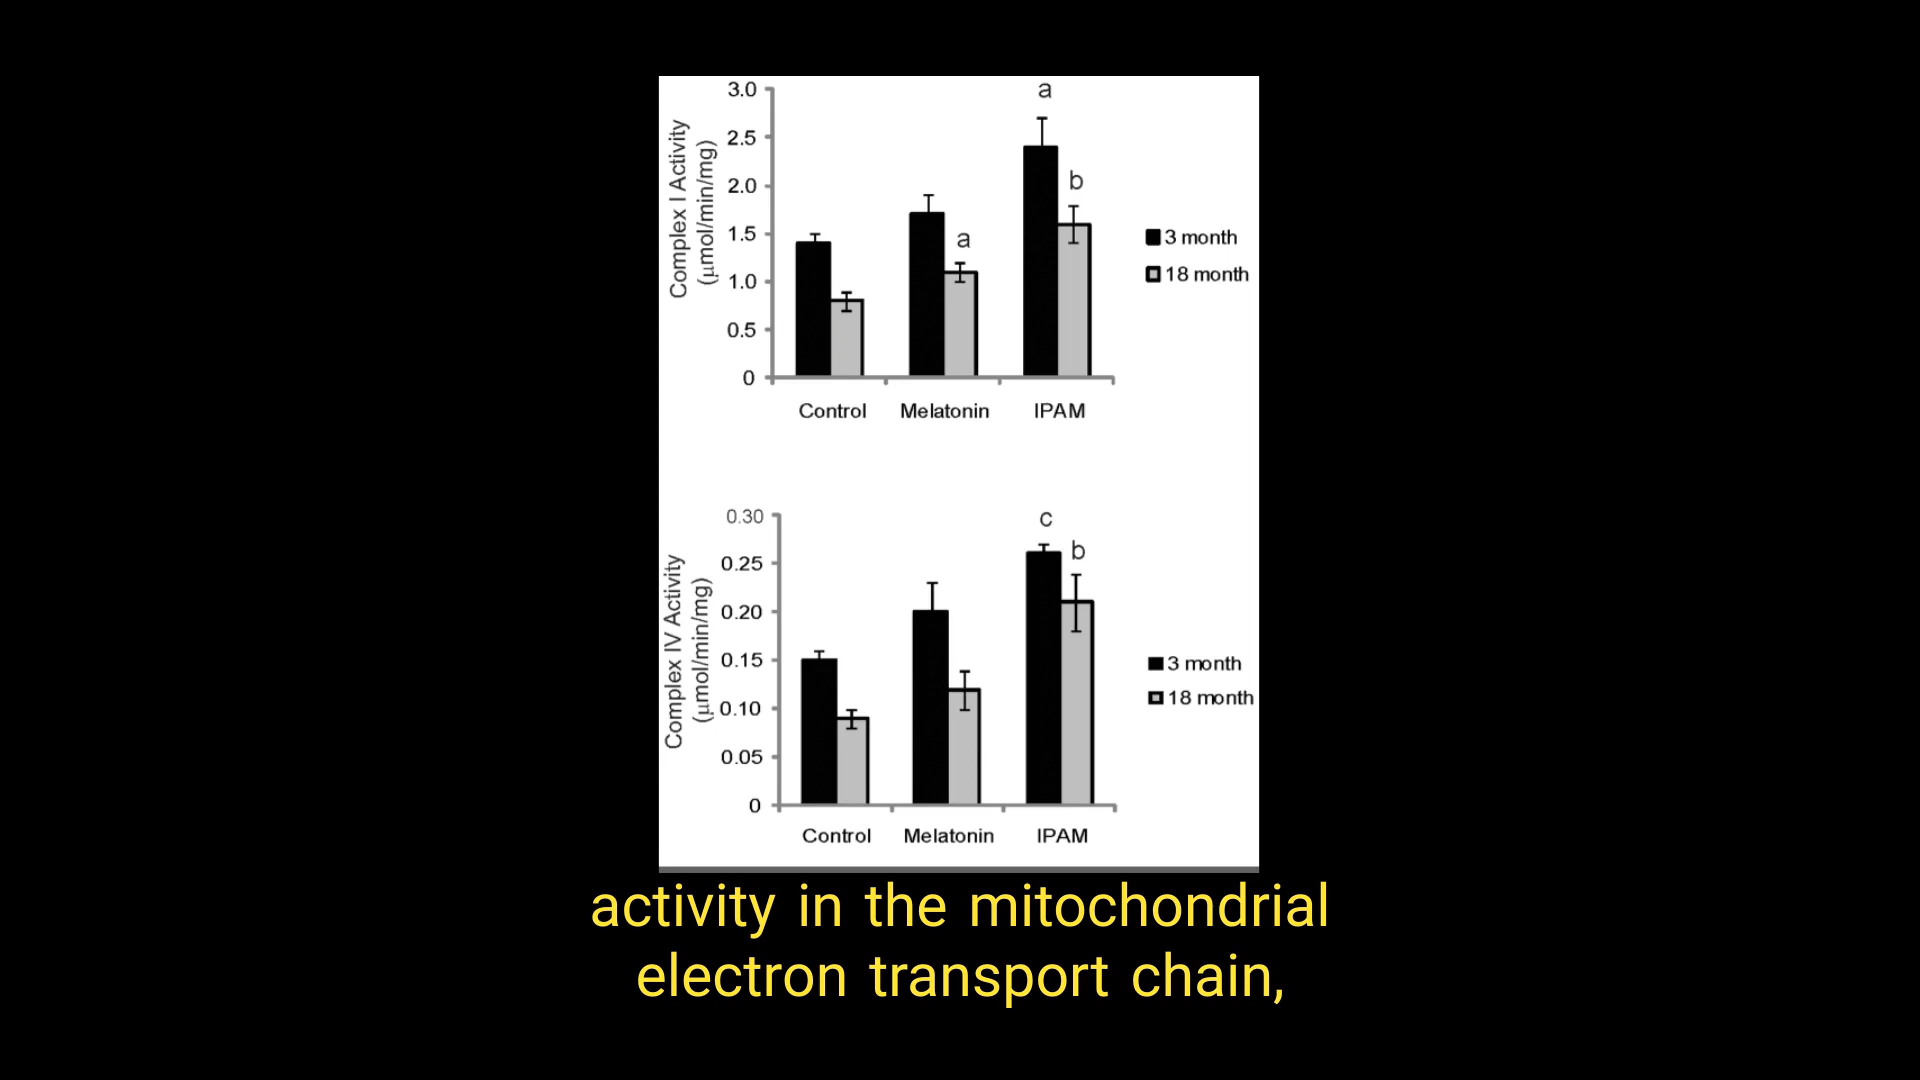 3.0
2.5
2.0
1.5
1.0
0.5
0
Complex I Activity
(µmol/min/mg)
a
a
b
3 month
18 month
Control Melatonin IPAM
0.30
0.25
0.20
0.15
0.10
0.05
0
Complex IV Activity
(µmol/min/mg)
c
b
3 month
18 month
Control Melatonin IPAM
activity in the mitochondrial
electron transport chain,